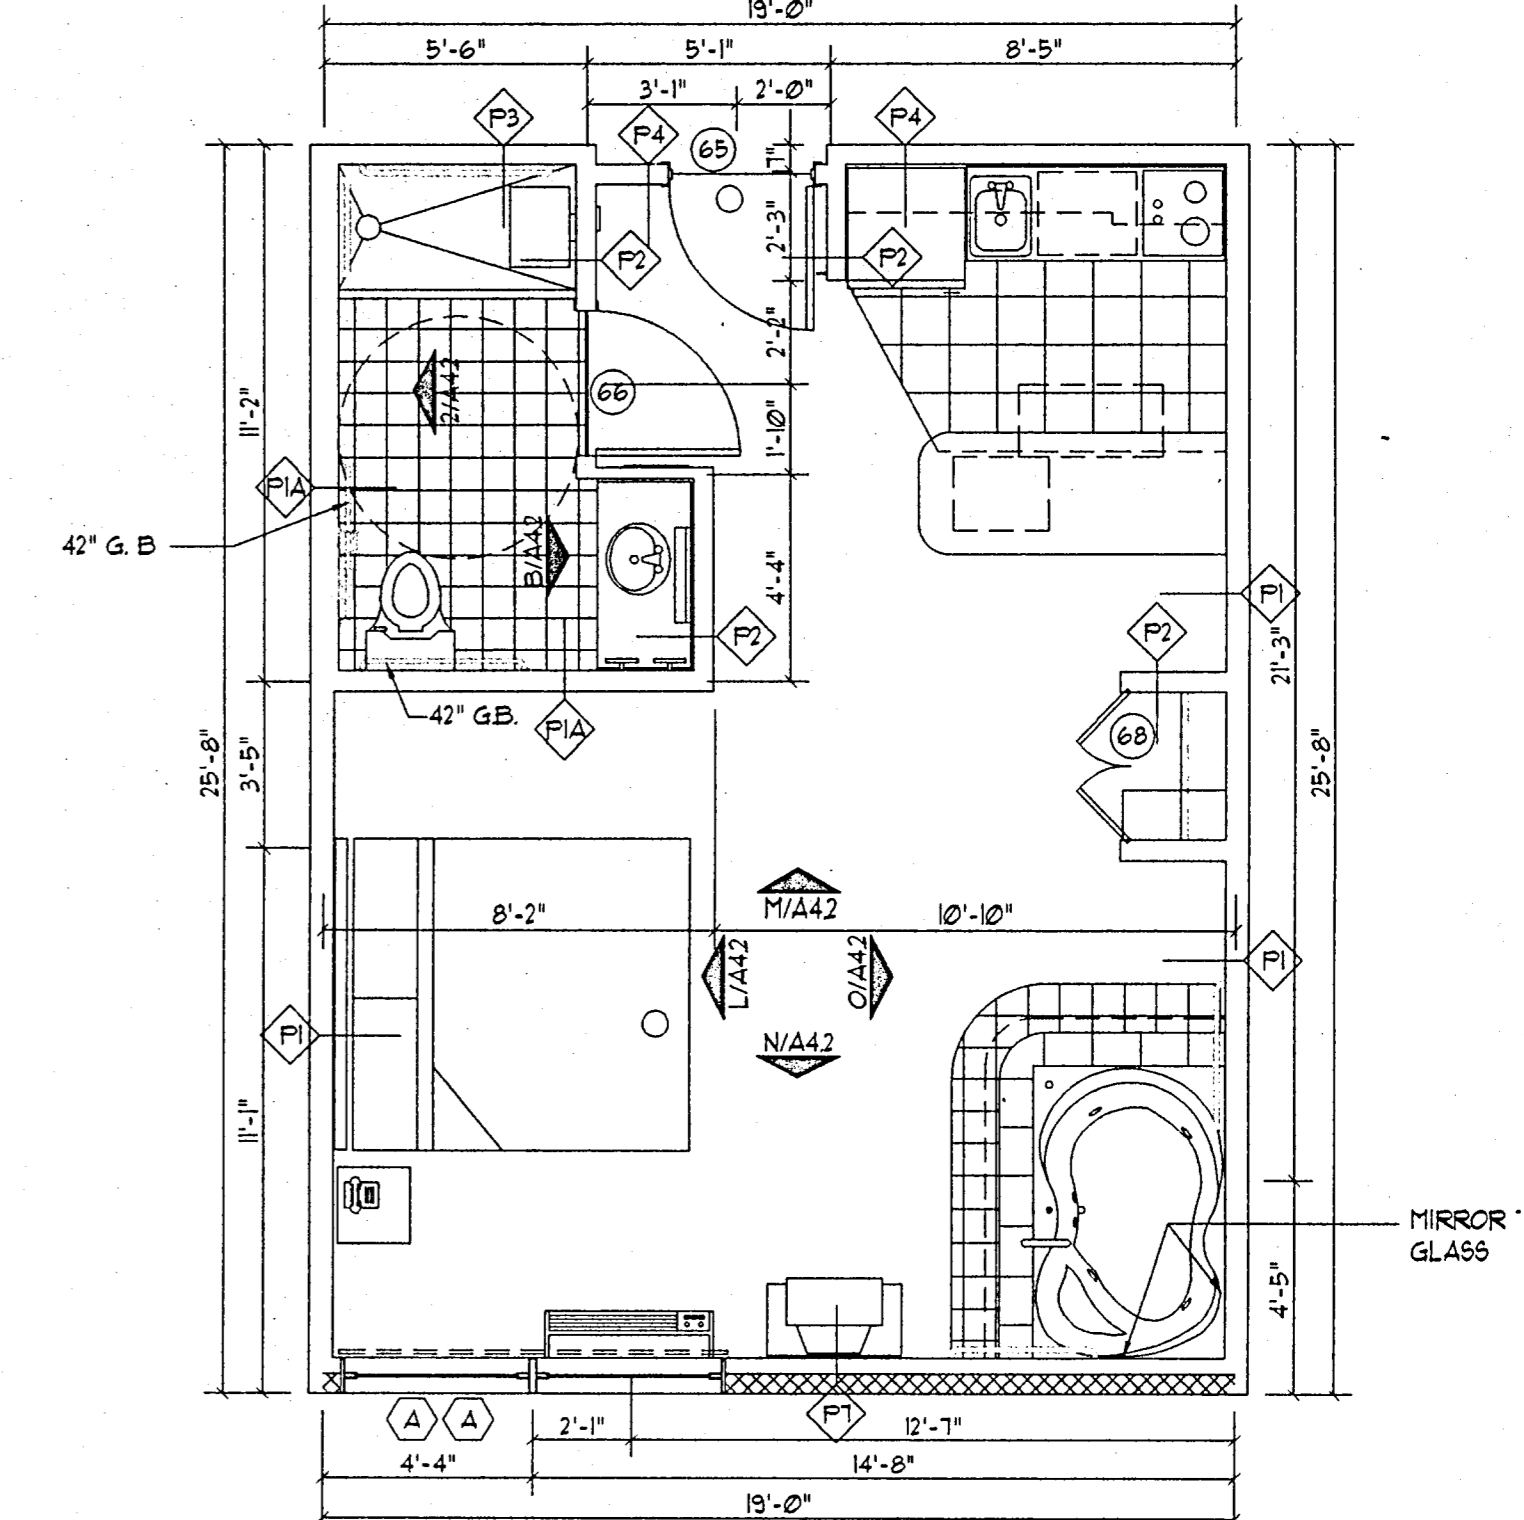 19'-0"
5'-6" 5'-1" 8'-5"
3'-1" 2'-0"
P3
P4
65
P4
7"
2'-3"
P2
P2
2'-2"
11'-2"
2/A4.2
66
1'-10"
P1A
42" G.B
B/A4.2
4'-4"
P1
P2
P2
21'-3"
42" G.B.
P1A
68
25'-8"
3'-5"
25'-8"
M/A4.2
8'-2" 10'-10"
L/A4.2
O/A4.2
P1
P1
N/A4.2
11'-1"
MIRROR
GLASS
4'-5"
A A
P7
2'-1" 12'-7"
4'-4" 14'-8"
19'-0"